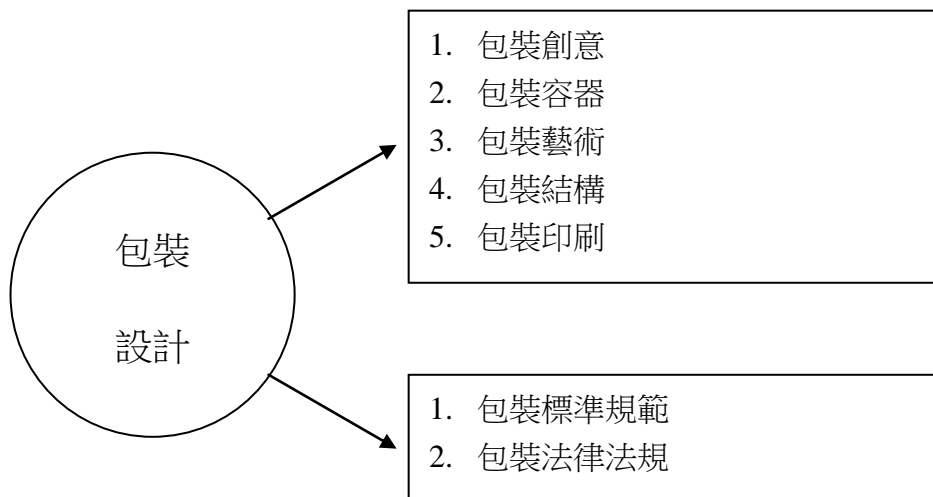 包裝
設計
1. 包裝創意
2. 包裝容器
3. 包裝藝術
4. 包裝結構
5. 包裝印刷
1. 包裝標準規範
2. 包裝法律法規